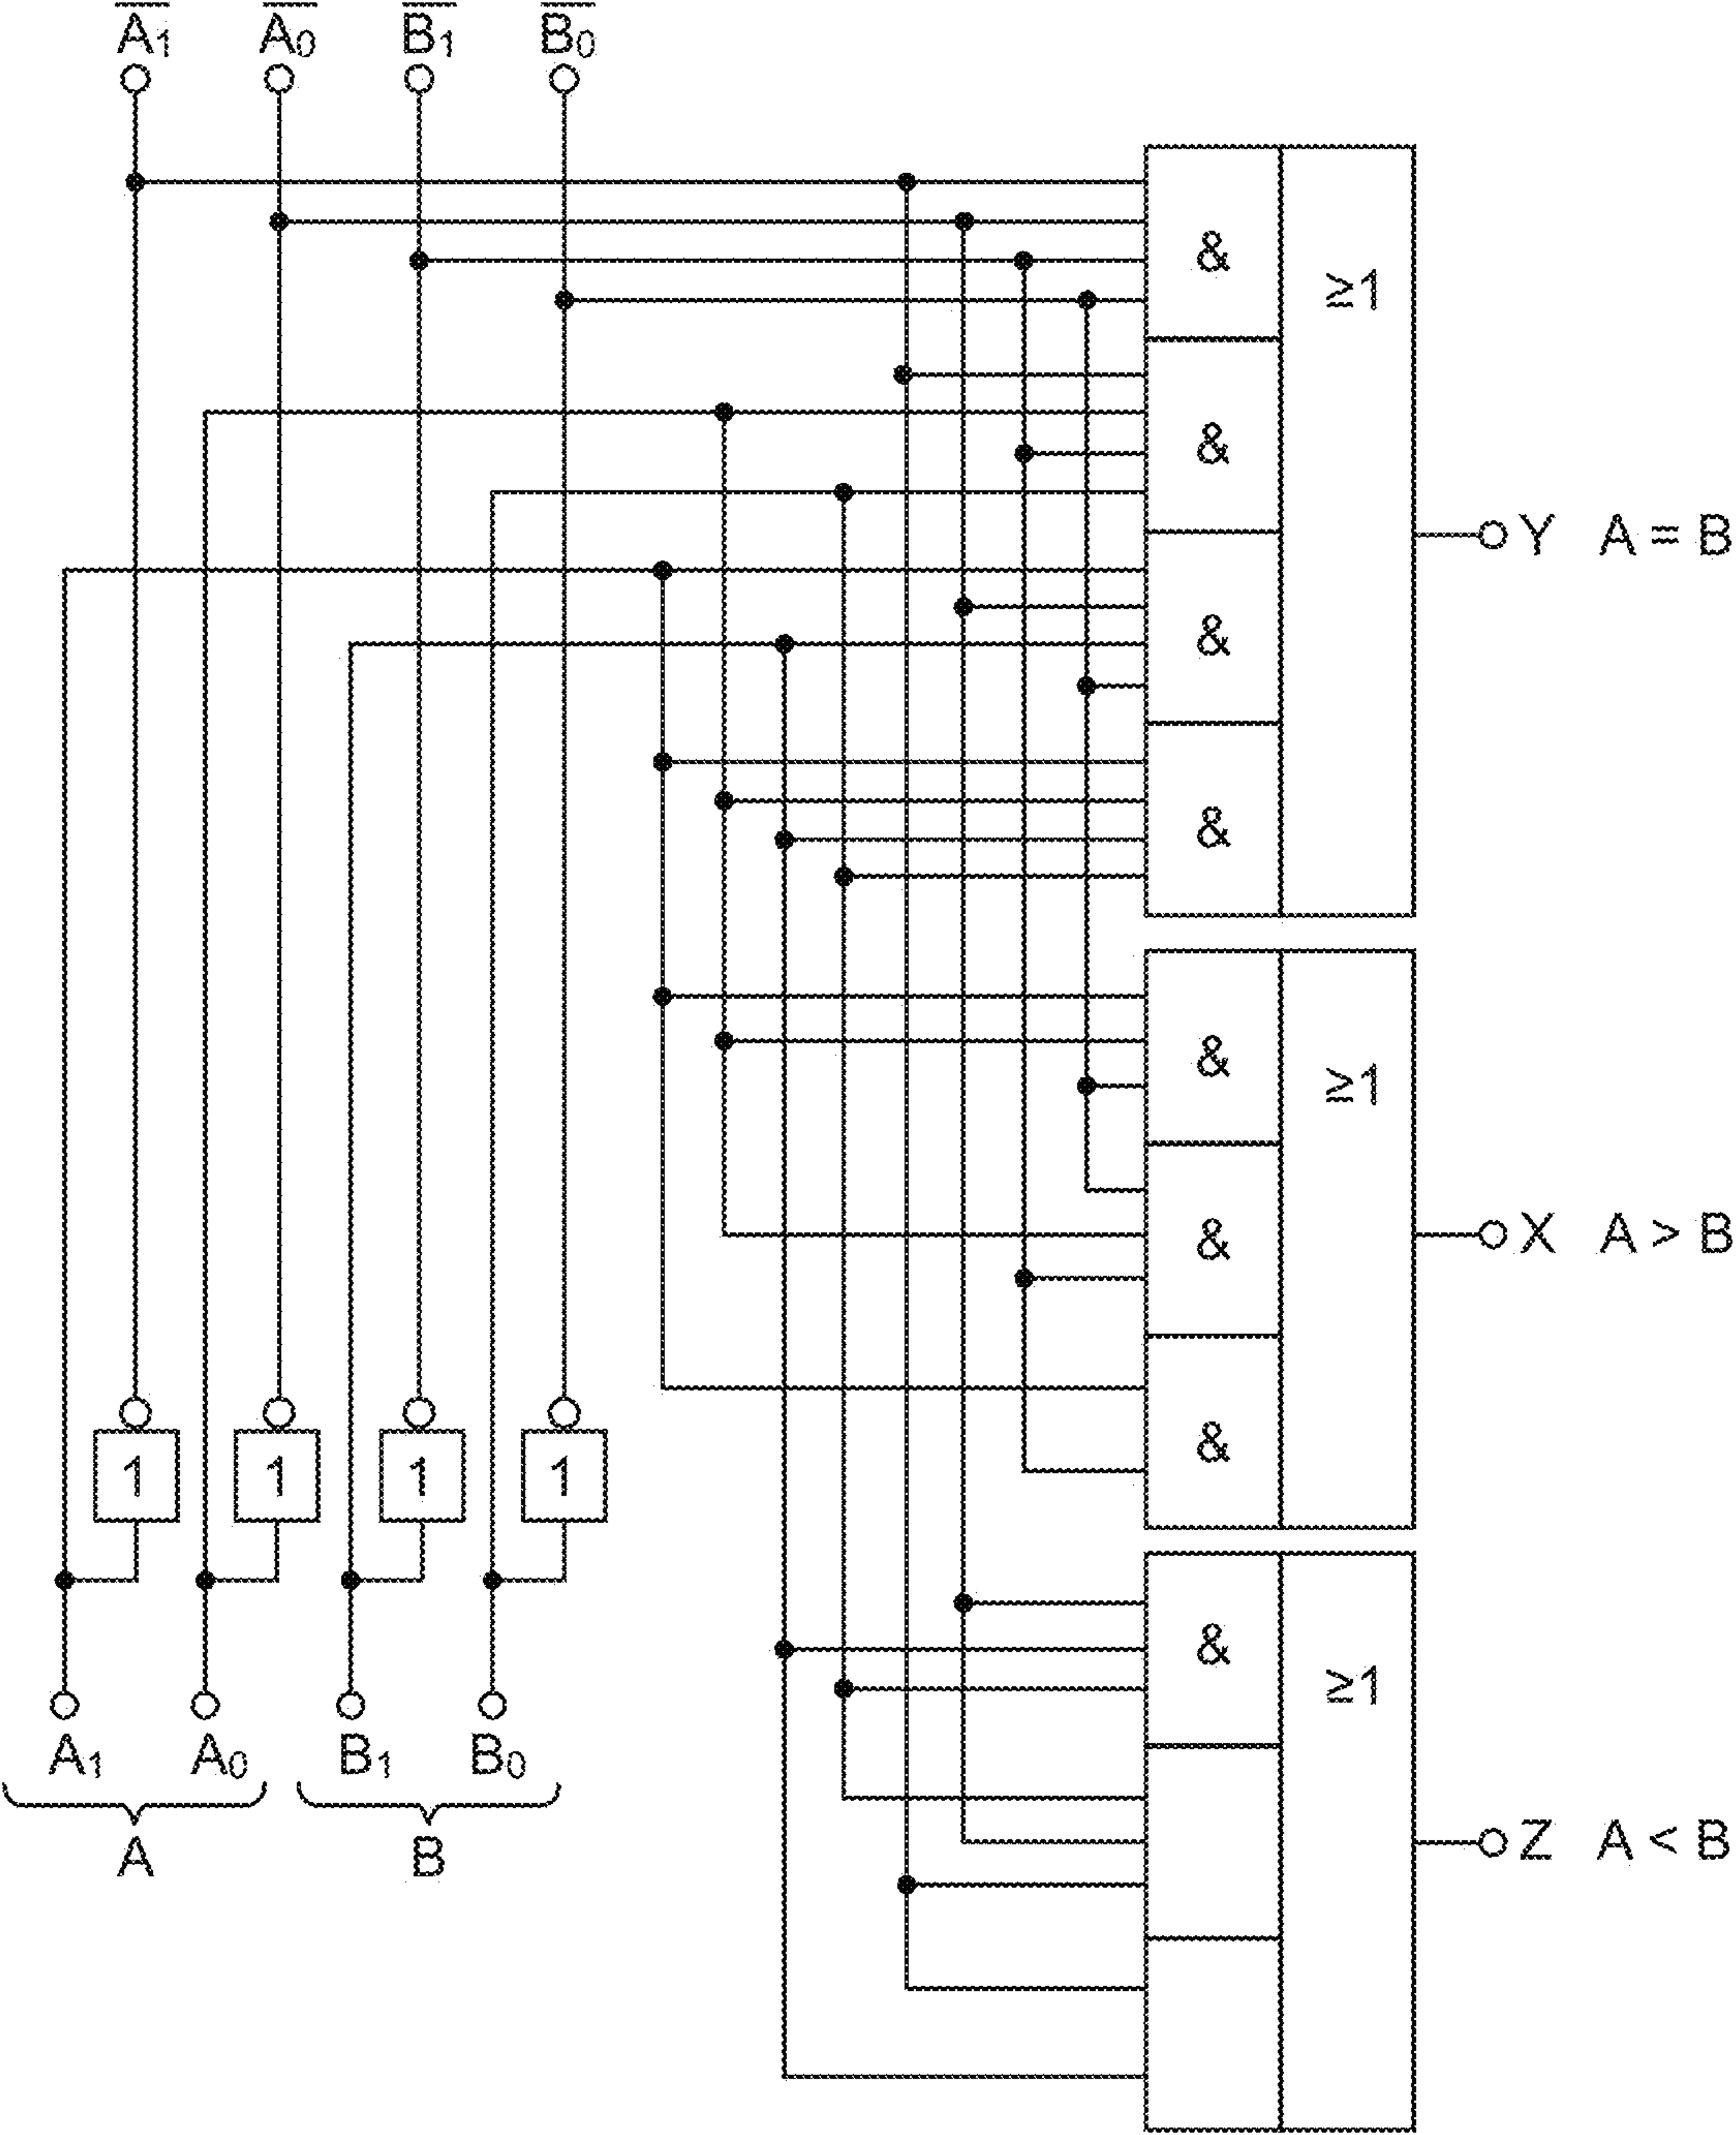 A̅₁ A̅₀ B̅₁ B̅₀
&
≥1
&
Y A = B
&
&
&
≥1
&
X A > B
&
1 1 1 1
&
≥1
A₁ A₀ B₁ B₀
A B
Z A < B